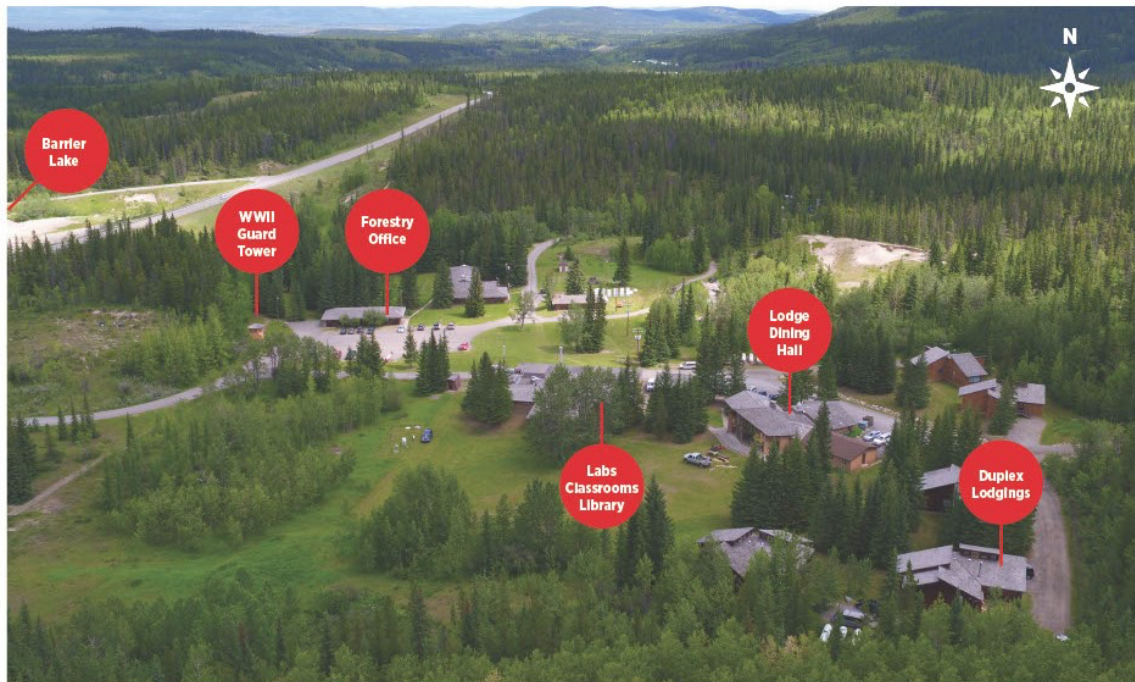 N
Barrier
Lake
WWII
Guard
Tower
Forestry
Office
Lodge
Dining
Hall
Labs
Classrooms
Library
Duplex
Lodgings